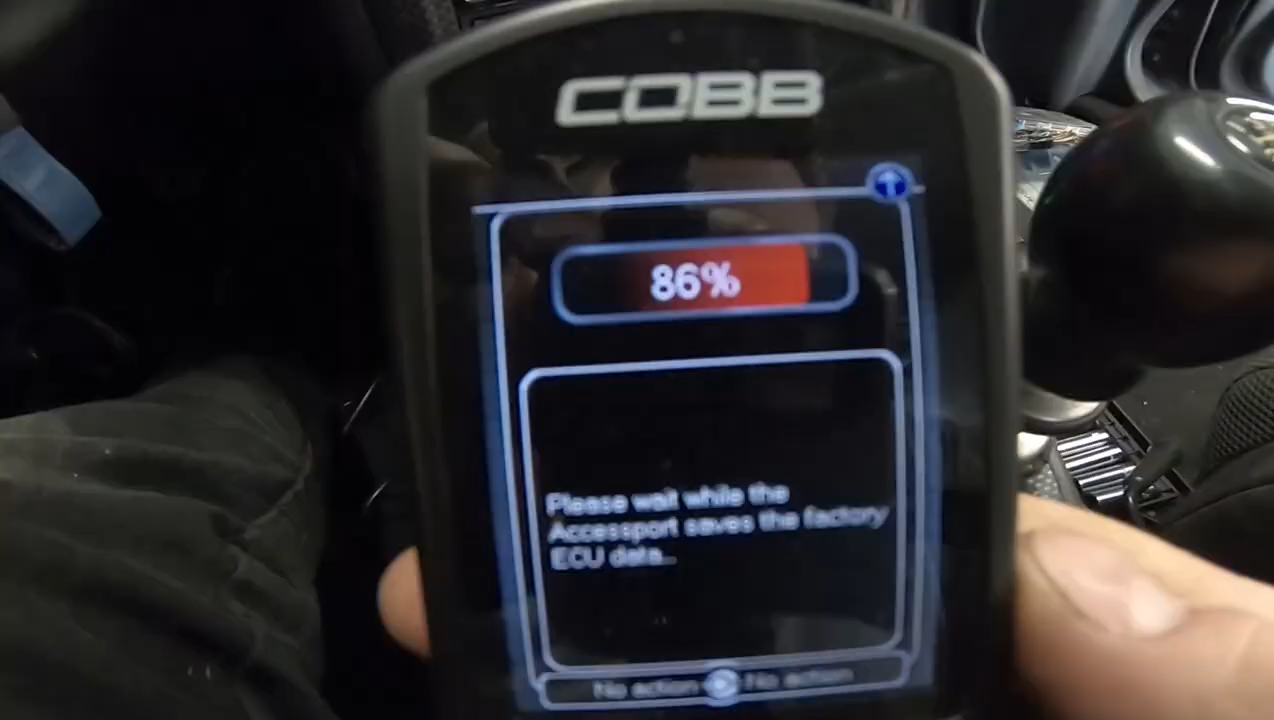 COBB
86%
Please wait while the
Accessport saves the factory
ECU data...
No action No action